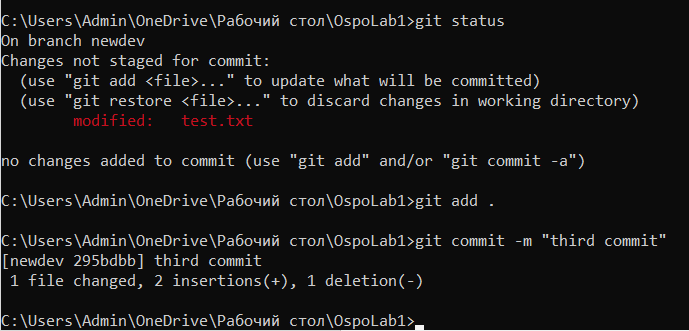 C:\Users\Admin\OneDrive\Рабочий стол\OspoLab1>git status
On branch newdev
Changes not staged for commit:
  (use "git add <file>..." to update what will be committed)
  (use "git restore <file>..." to discard changes in working directory)
        modified:   test.txt
no changes added to commit (use "git add" and/or "git commit -a")
C:\Users\Admin\OneDrive\Рабочий стол\OspoLab1>git add .
C:\Users\Admin\OneDrive\Рабочий стол\OspoLab1>git commit -m "third commit"
[newdev 295bdbb] third commit
 1 file changed, 2 insertions(+), 1 deletion(-)
C:\Users\Admin\OneDrive\Рабочий стол\OspoLab1>